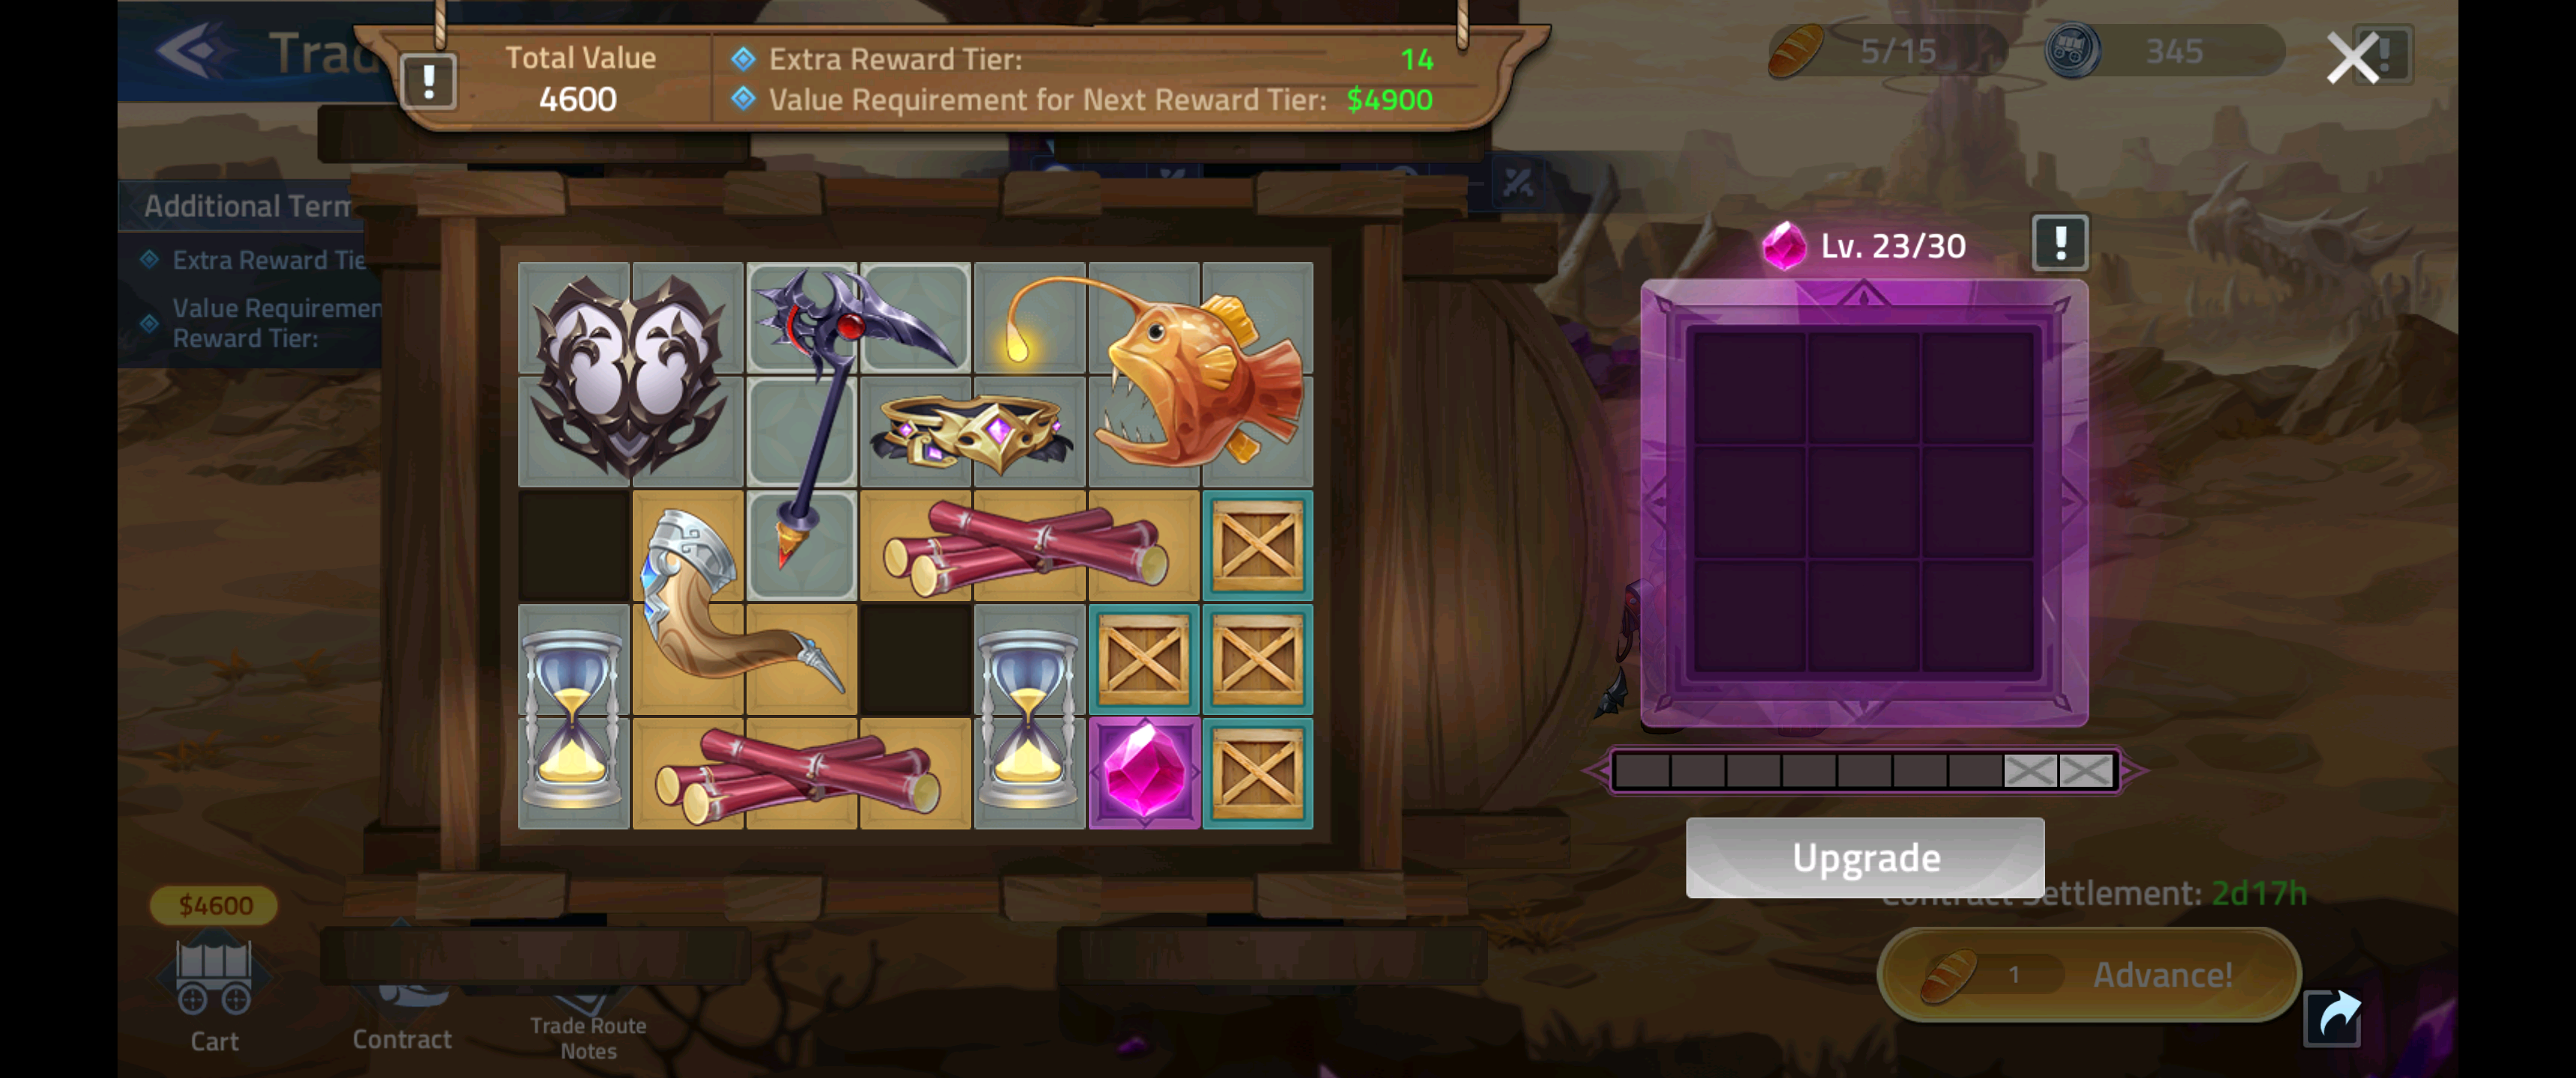 Trad
Total Value
4600
Extra Reward Tier:
14
Value Requirement for Next Reward Tier:
$4900
5/15
345
Additional Term
Extra Reward Tie
Value Requiremen
Reward Tier:
Lv. 23/30
Upgrade
Contract Settlement: 2d17h
1
Advance!
$4600
Cart
Contract
Trade Route
Notes